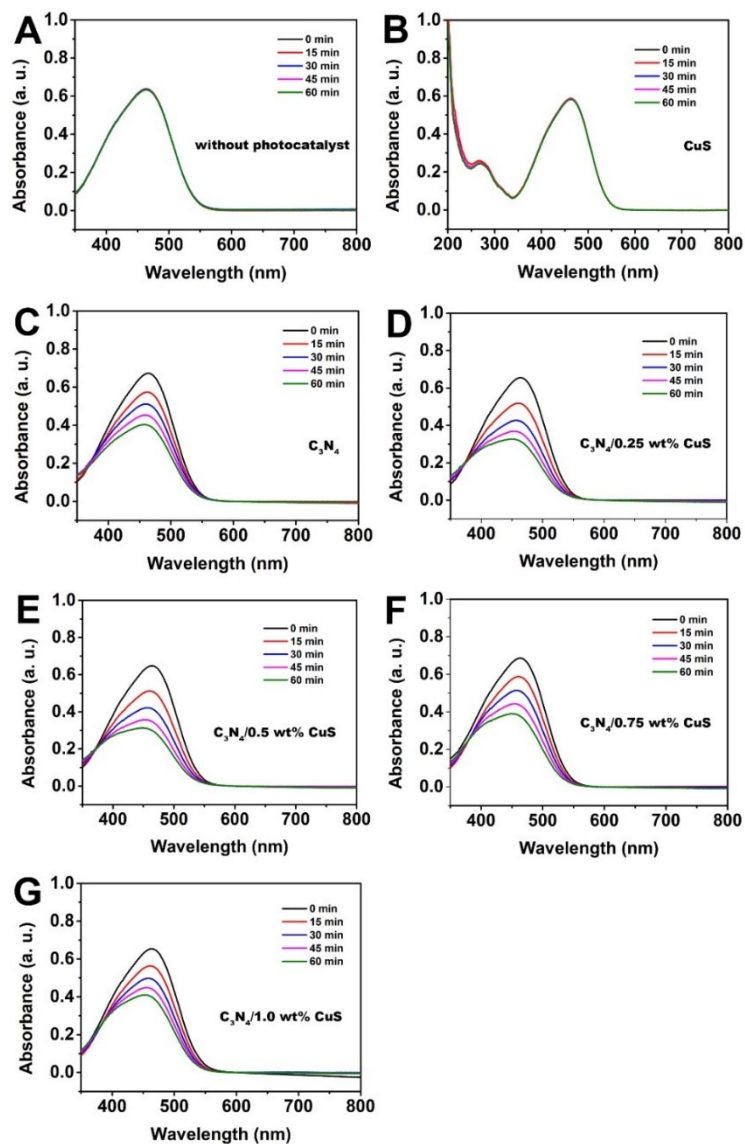 A
Absorbance (a. u.)
1.0
0.8
0.6
0.4
0.2
0.0
0 min
15 min
30 min
45 min
60 min
without photocatalyst
400 500 600 700 800
Wavelength (nm)
B
Absorbance (a. u.)
1.0
0.8
0.6
0.4
0.2
0.0
0 min
15 min
30 min
45 min
60 min
CuS
200 300 400 500 600 700 800
Wavelength (nm)
C
Absorbance (a. u.)
1.0
0.8
0.6
0.4
0.2
0.0
0 min
15 min
30 min
45 min
60 min
C₃N₄
400 500 600 700 800
Wavelength (nm)
D
Absorbance (a. u.)
1.0
0.8
0.6
0.4
0.2
0.0
0 min
15 min
30 min
45 min
60 min
C₃N₄/0.25 wt% CuS
400 500 600 700 800
Wavelength (nm)
E
Absorbance (a. u.)
1.0
0.8
0.6
0.4
0.2
0.0
0 min
15 min
30 min
45 min
60 min
C₃N₄/0.5 wt% CuS
400 500 600 700 800
Wavelength (nm)
F
Absorbance (a. u.)
1.0
0.8
0.6
0.4
0.2
0.0
0 min
15 min
30 min
45 min
60 min
C₃N₄/0.75 wt% CuS
400 500 600 700 800
Wavelength (nm)
G
Absorbance (a. u.)
1.0
0.8
0.6
0.4
0.2
0.0
0 min
15 min
30 min
45 min
60 min
C₃N₄/1.0 wt% CuS
400 500 600 700 800
Wavelength (nm)